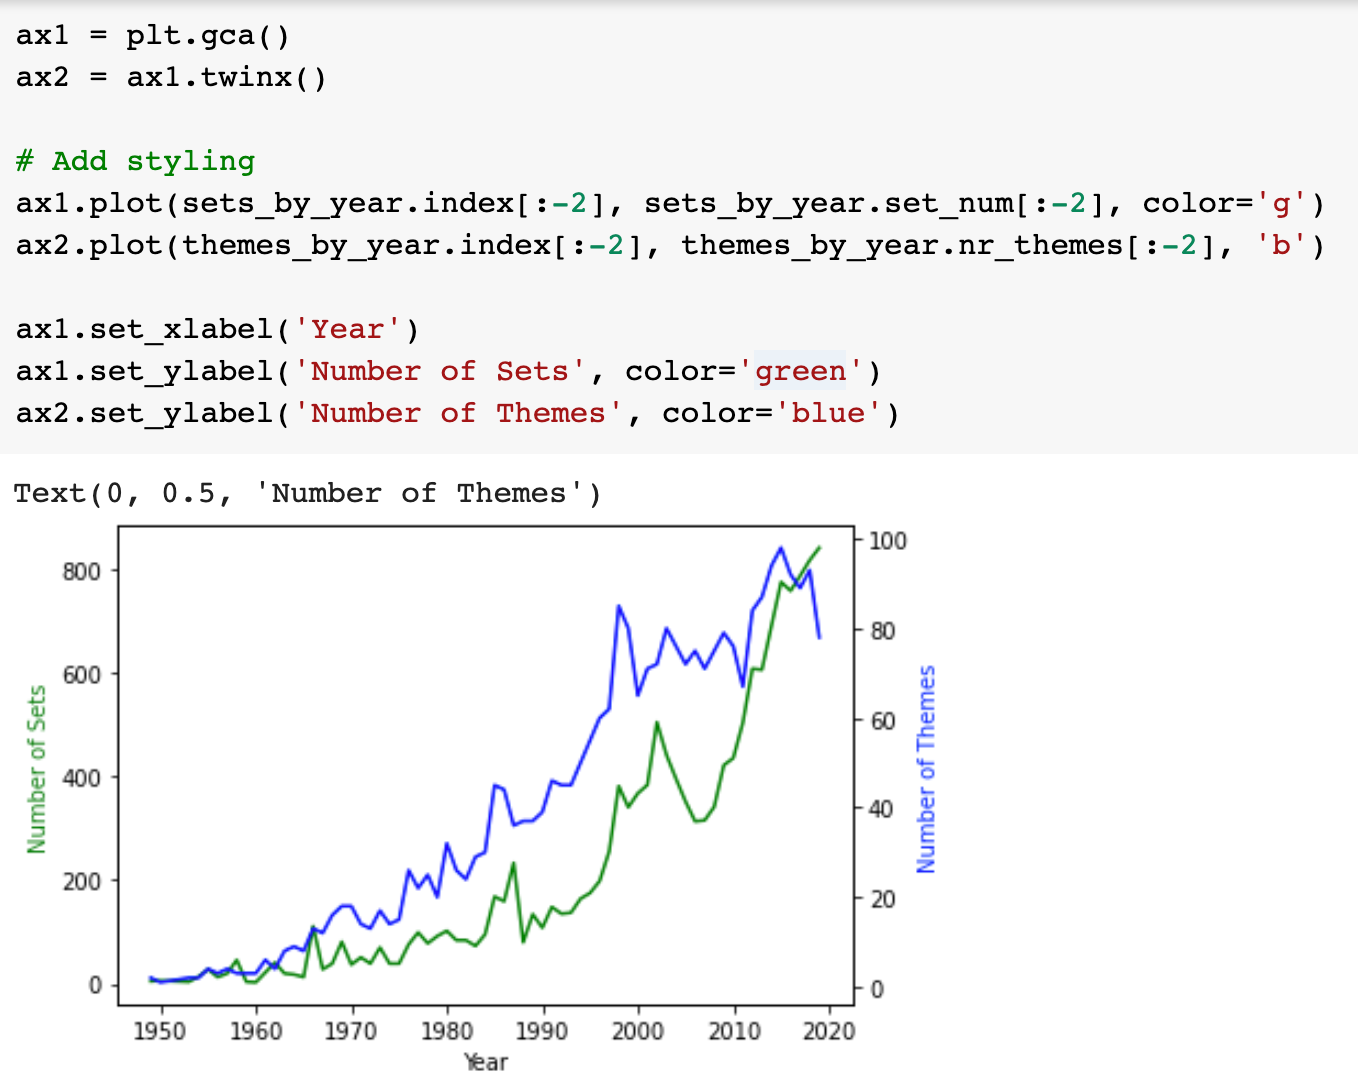 ax1 = plt.gca()
ax2 = ax1.twinx()
# Add styling
ax1.plot(sets_by_year.index[:-2], sets_by_year.set_num[:-2], color='g')
ax2.plot(themes_by_year.index[:-2], themes_by_year.nr_themes[:-2], 'b')
ax1.set_xlabel('Year')
ax1.set_ylabel('Number of Sets', color='green')
ax2.set_ylabel('Number of Themes', color='blue')
Text(0, 0.5, 'Number of Themes')
Number of Sets
800
600
400
200
0
100
80
60
40
20
0
Number of Themes
1950 1960 1970 1980 1990 2000 2010 2020
Year